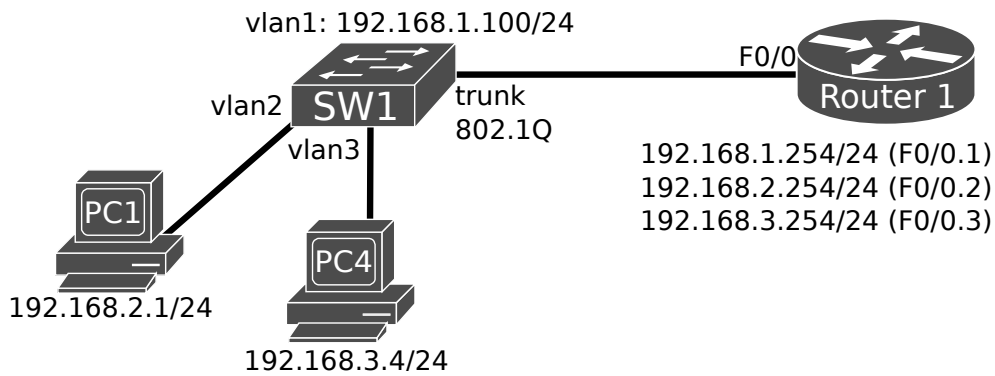 vlan1: 192.168.1.100/24
F0/0
SW1
Router 1
trunk
802.1Q
vlan2
vlan3
192.168.1.254/24 (F0/0.1)
192.168.2.254/24 (F0/0.2)
192.168.3.254/24 (F0/0.3)
PC1
192.168.2.1/24
PC4
192.168.3.4/24